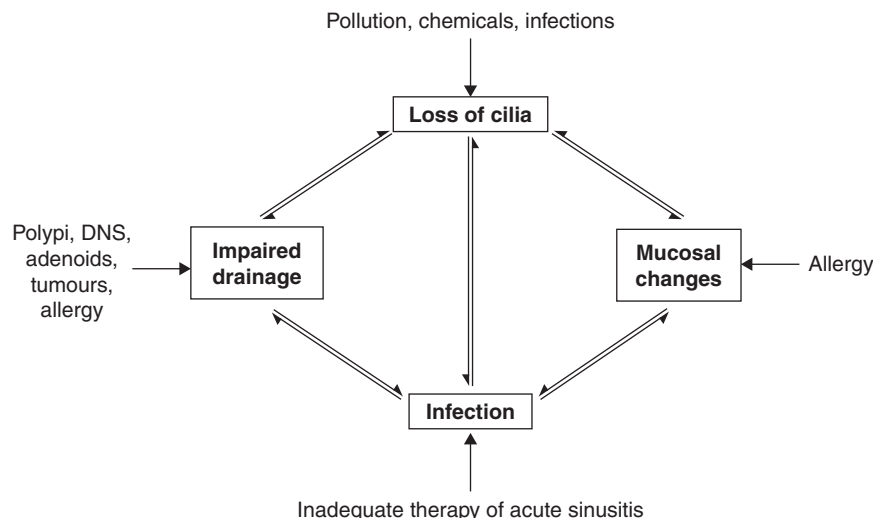 Pollution, chemicals, infections
Loss of cilia
Polypi, DNS,
adenoids,
tumours,
allergy
Impaired
drainage
Mucosal
changes
Allergy
Infection
Inadequate therapy of acute sinusitis